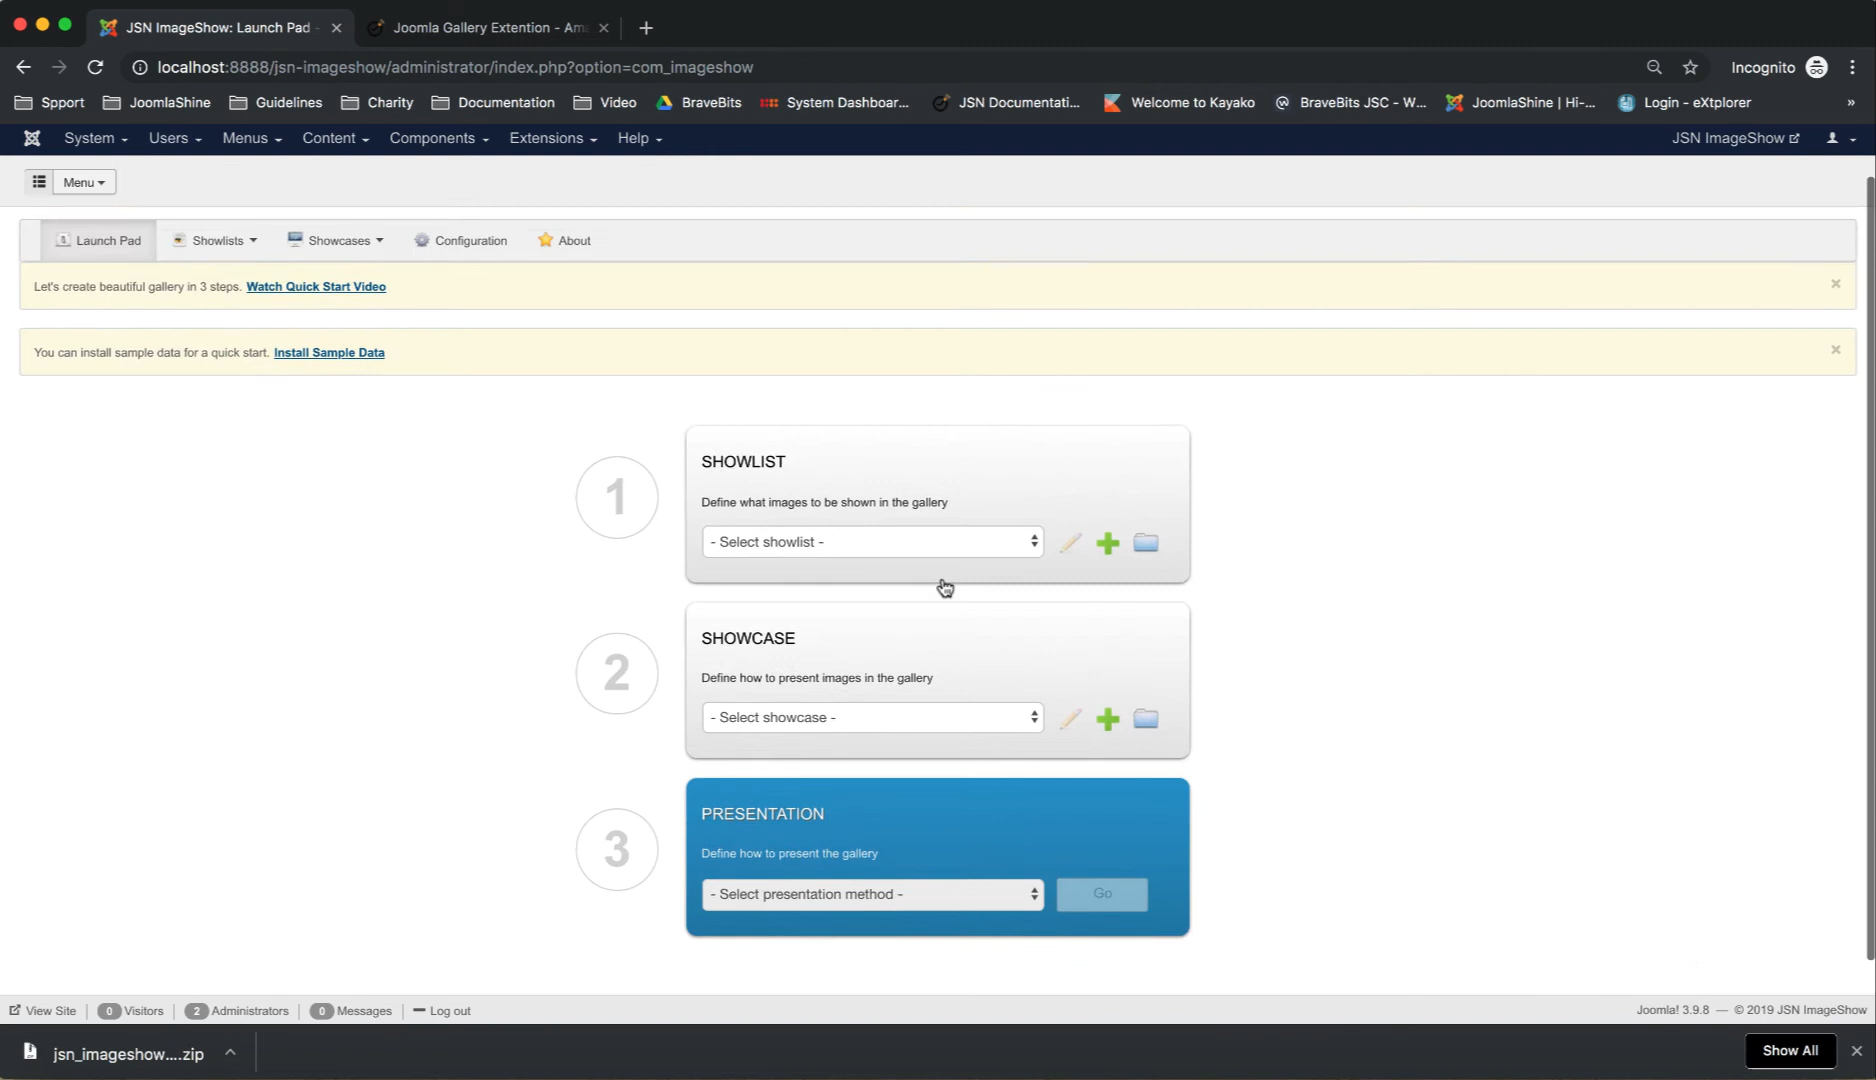 JSN ImageShow: Launch Pad -
Joomla Gallery Extention - Ama
localhost:8888/jsn-imageshow/administrator/index.php?option=com_imageshow
Incognito
Spport
JoomlaShine
Guidelines
Charity
Documentation
Video
BraveBits
System Dashboar...
JSN Documentati...
Welcome to Kayako
BraveBits JSC - W...
JoomlaShine | Hi-...
Login - eXtplorer
»
System
Users
Menus
Content
Components
Extensions
Help
JSN ImageShow
Menu
Launch Pad
Showlists
Showcases
Configuration
About
Let's create beautiful gallery in 3 steps. Watch Quick Start Video
You can install sample data for a quick start. Install Sample Data
1
SHOWLIST
Define what images to be shown in the gallery
- Select showlist -
2
SHOWCASE
Define how to present images in the gallery
- Select showcase -
3
PRESENTATION
Define how to present the gallery
- Select presentation method -
Go
View Site
0 Visitors
2 Administrators
0 Messages
Log out
Joomla! 3.9.8 — © 2019 JSN ImageShow
jsn_imageshow....zip
Show All